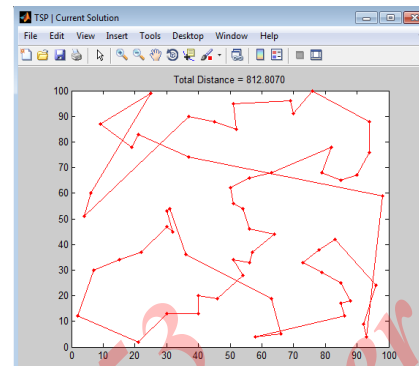 TSP | Current Solution
File Edit View Insert Tools Desktop Window Help
Total Distance = 812.8070
100
90
80
70
60
50
40
30
20
10
0
0 10 20 30 40 50 60 70 80 90 100